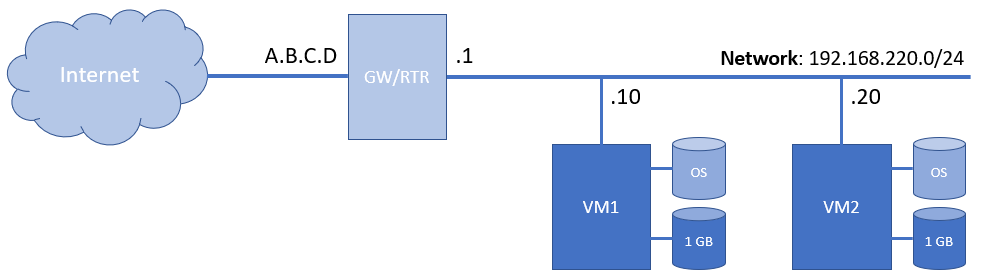 Internet
A.B.C.D
GW/RTR
.1
Network: 192.168.220.0/24
.10
.20
VM1
OS
1 GB
VM2
OS
1 GB